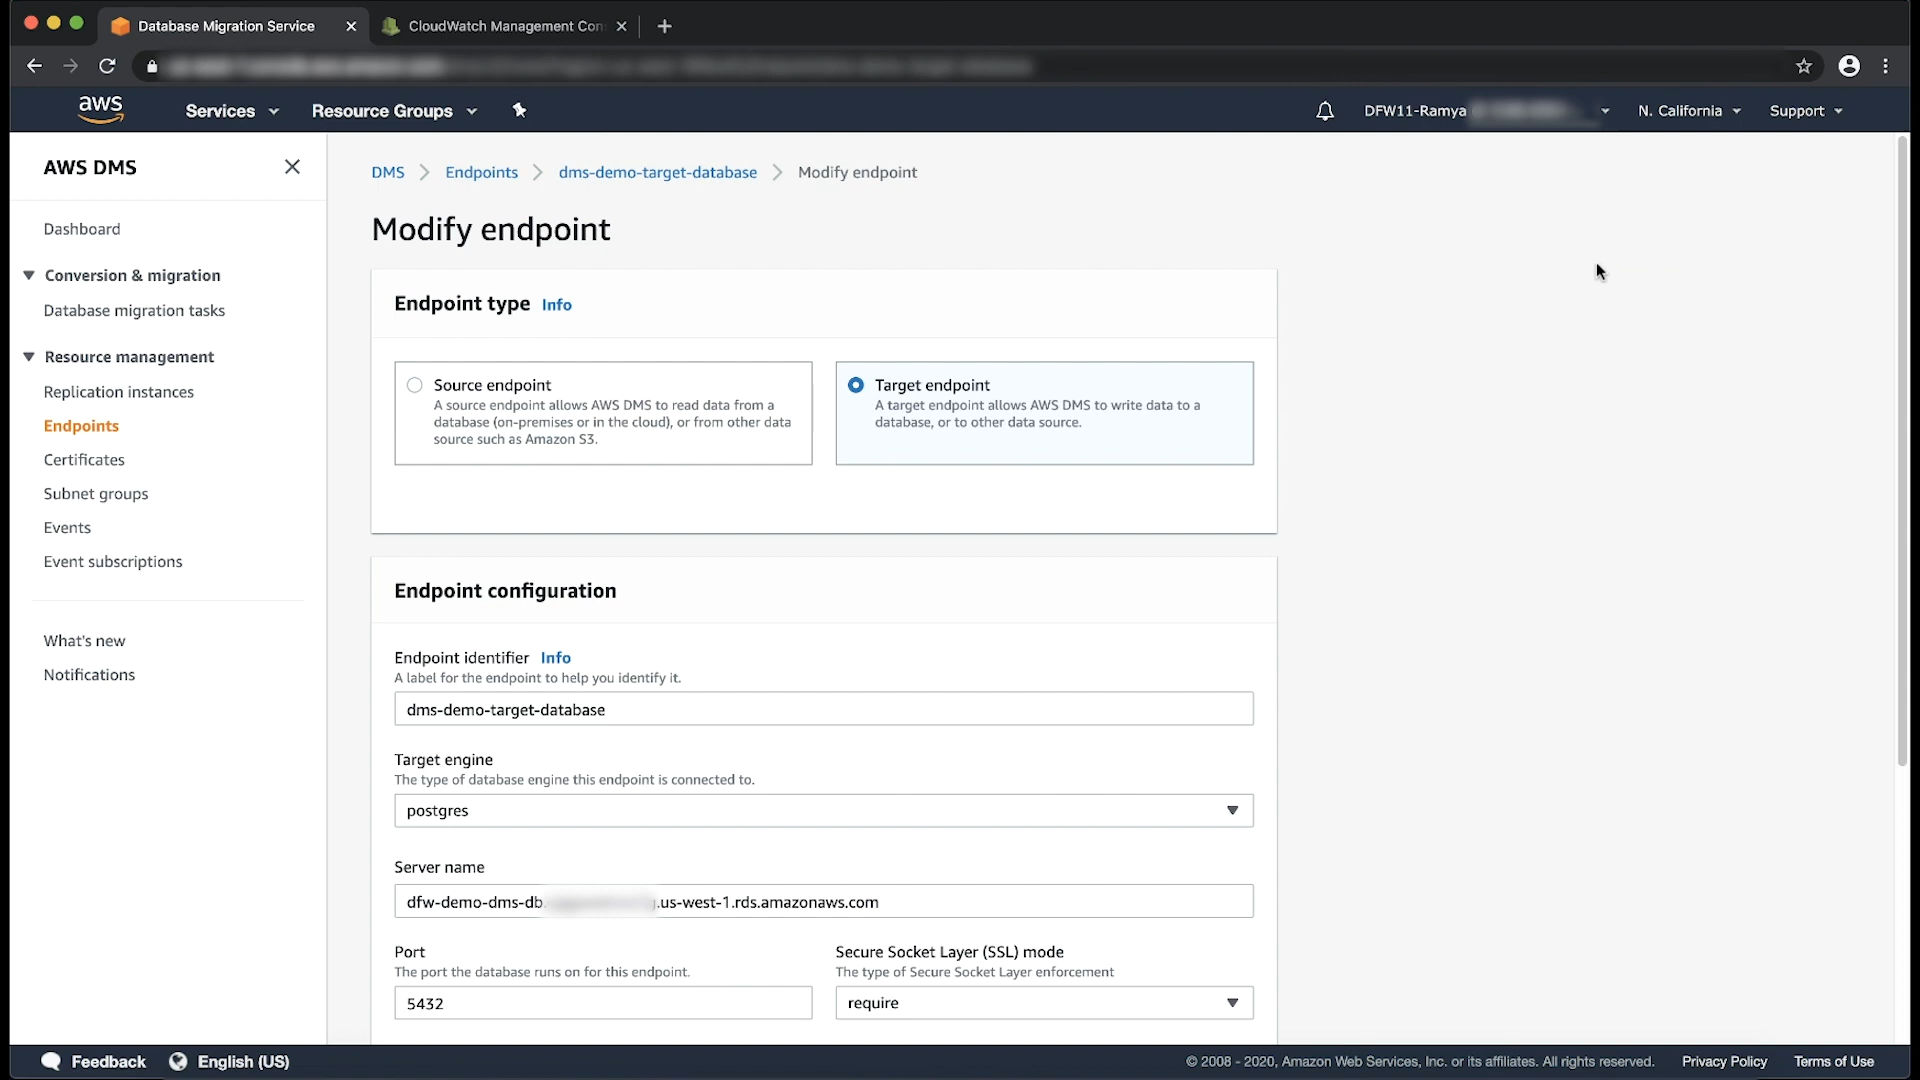 Database Migration Service
CloudWatch Management Con
aws
Services
Resource Groups
DFW11-Ramya
N. California
Support
AWS DMS
Dashboard
Conversion & migration
Database migration tasks
Resource management
Replication instances
Endpoints
Certificates
Subnet groups
Events
Event subscriptions
What's new
Notifications
DMS
Endpoints
dms-demo-target-database
Modify endpoint
Modify endpoint
Endpoint type Info
Source endpoint
A source endpoint allows AWS DMS to read data from a
database (on-premises or in the cloud), or from other data
source such as Amazon S3.
Target endpoint
A target endpoint allows AWS DMS to write data to a
database, or to other data source.
Endpoint configuration
Endpoint identifier Info
A label for the endpoint to help you identify it.
dms-demo-target-database
Target engine
The type of database engine this endpoint is connected to.
postgres
Server name
dfw-demo-dms-db. .us-west-1.rds.amazonaws.com
Port
The port the database runs on for this endpoint.
5432
Secure Socket Layer (SSL) mode
The type of Secure Socket Layer enforcement
require
Feedback
English (US)
© 2008 - 2020, Amazon Web Services, Inc. or its affiliates. All rights reserved.
Privacy Policy
Terms of Use